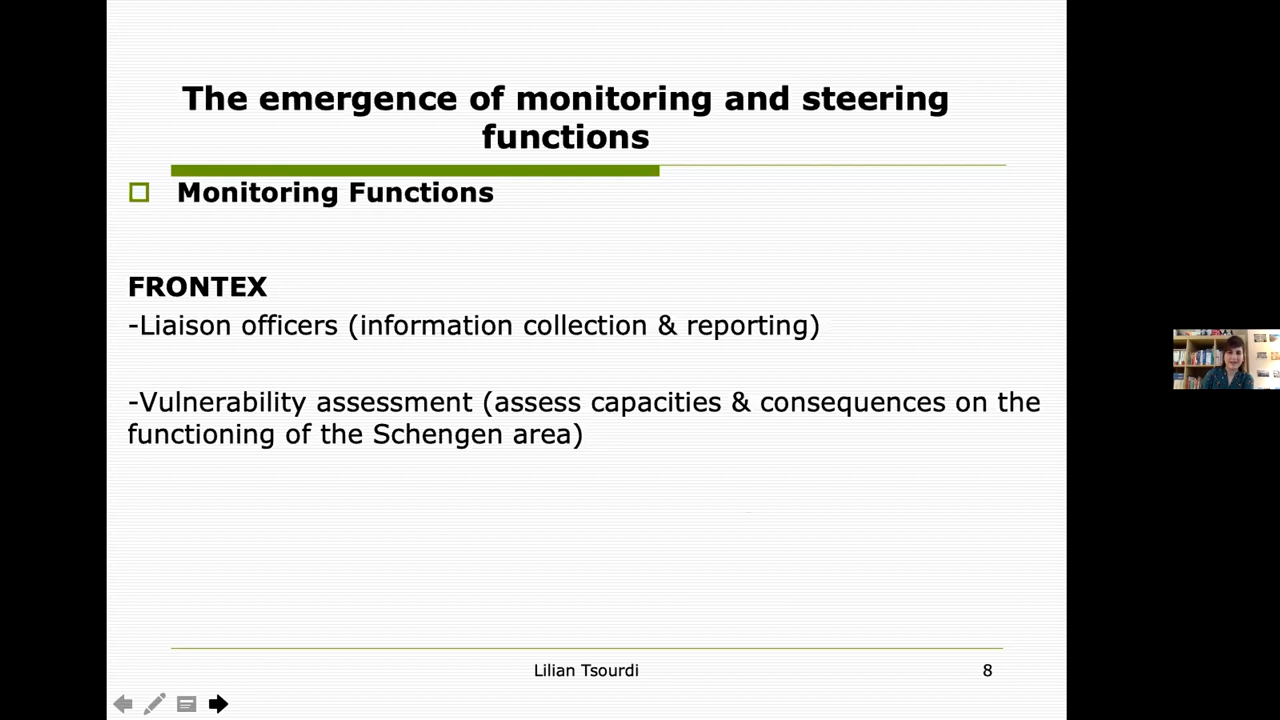 The emergence of monitoring and steering
functions
Monitoring Functions
FRONTEX
-Liaison officers (information collection & reporting)
-Vulnerability assessment (assess capacities & consequences on the
functioning of the Schengen area)
Lilian Tsourdi
8